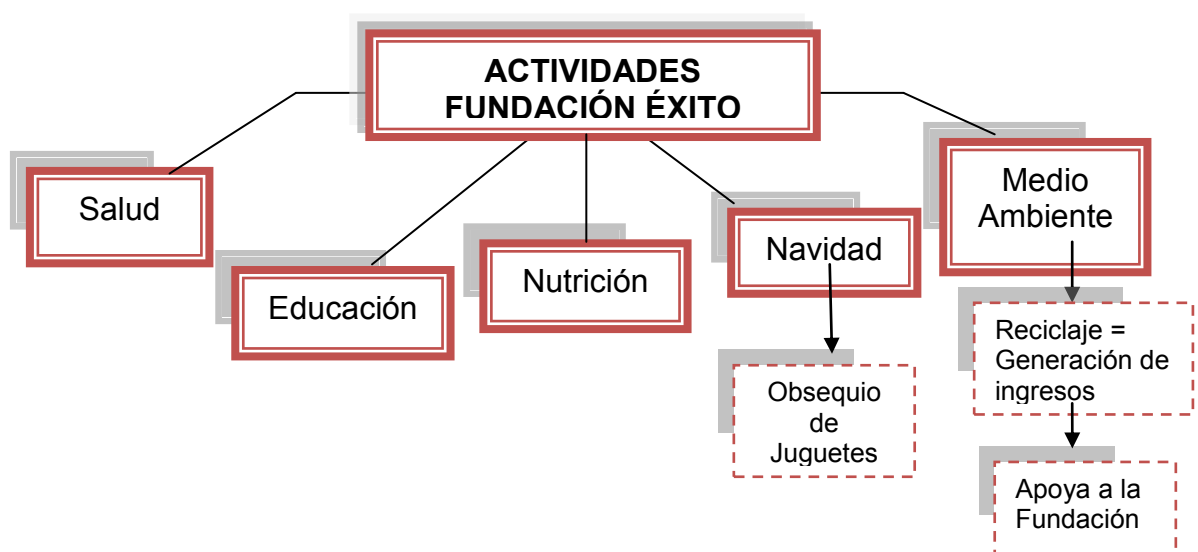 ACTIVIDADES
FUNDACIÓN ÉXITO
Salud
Educación
Nutrición
Navidad
Medio
Ambiente
Obsequio
de
Juguetes
Reciclaje =
Generación de
ingresos
Apoya a la
Fundación